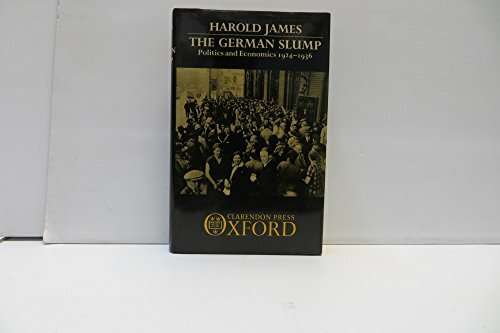 HAROLD JAMES
THE GERMAN SLUMP
Politics and Economics 1924–1936
CLARENDON PRESS
OXFORD